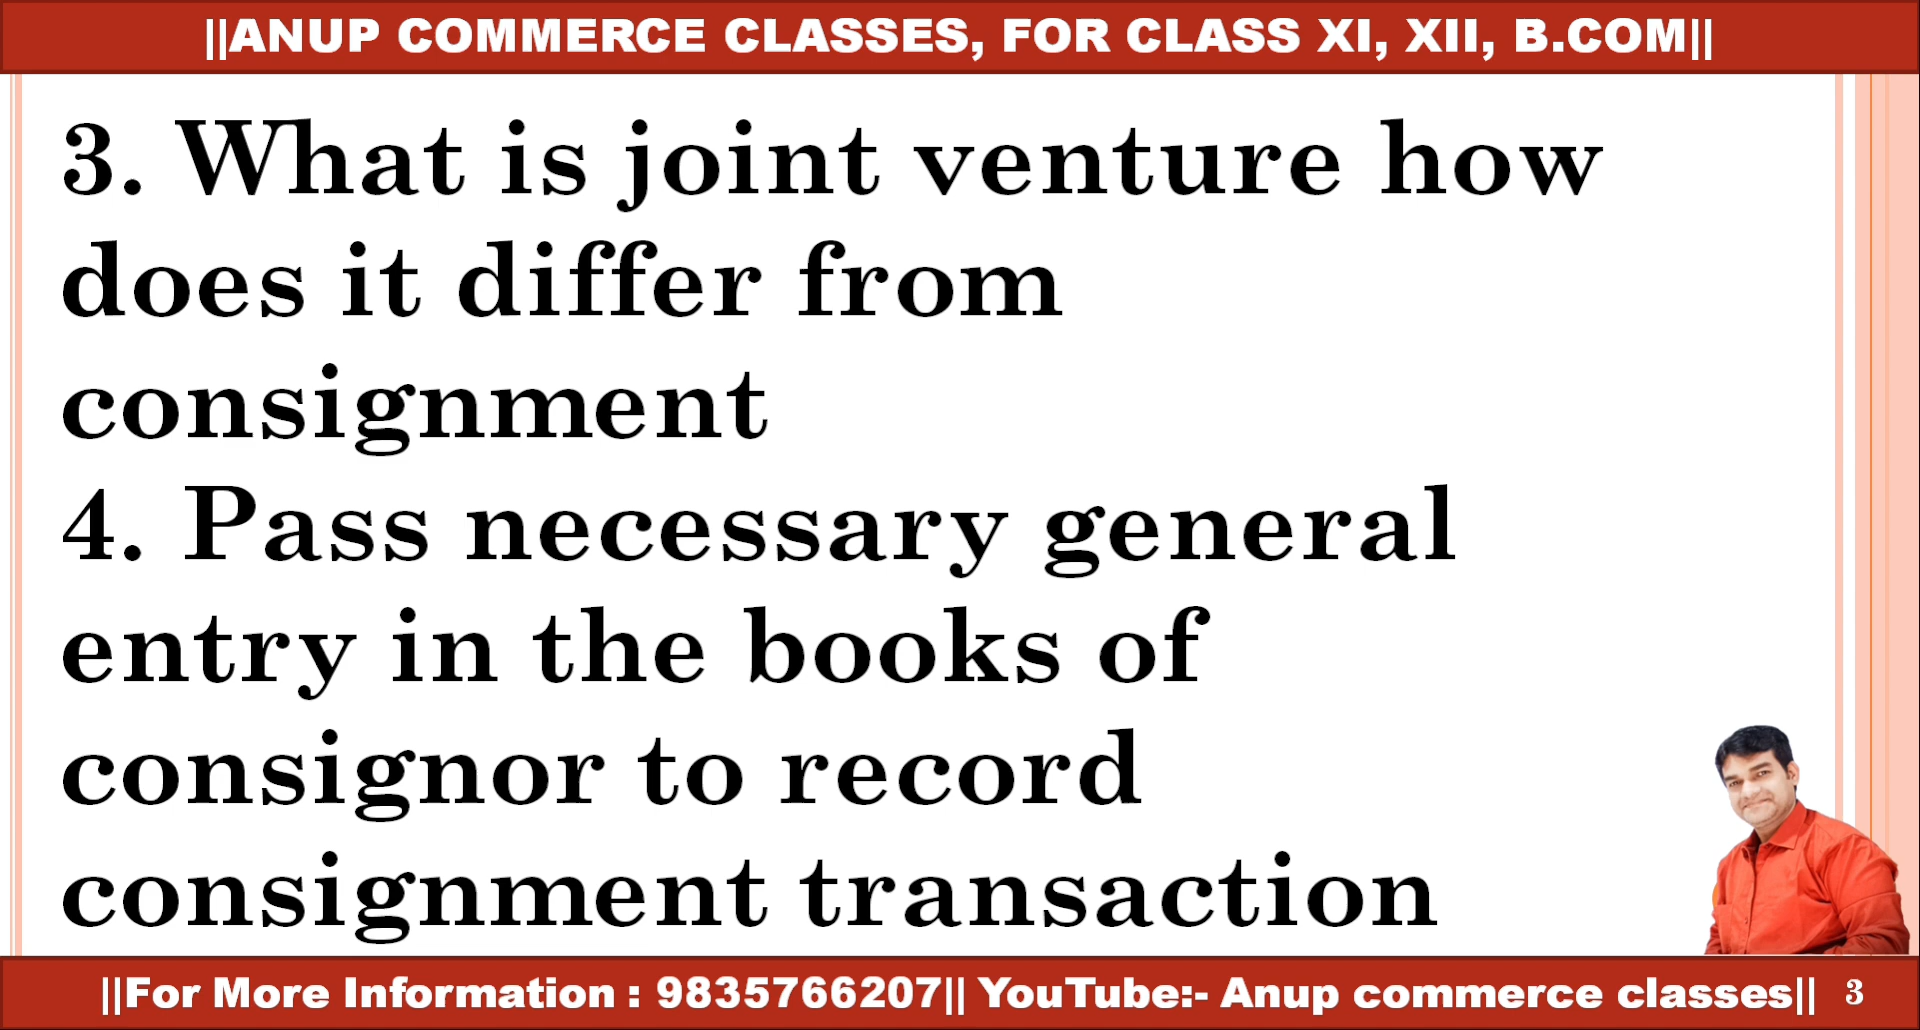 ||ANUP COMMERCE CLASSES, FOR CLASS XI, XII, B.COM||
3. What is joint venture how
does it differ from
consignment
4. Pass necessary general
entry in the books of
consignor to record
consignment transaction
||For More Information : 9835766207|| YouTube:- Anup commerce classes|| 3